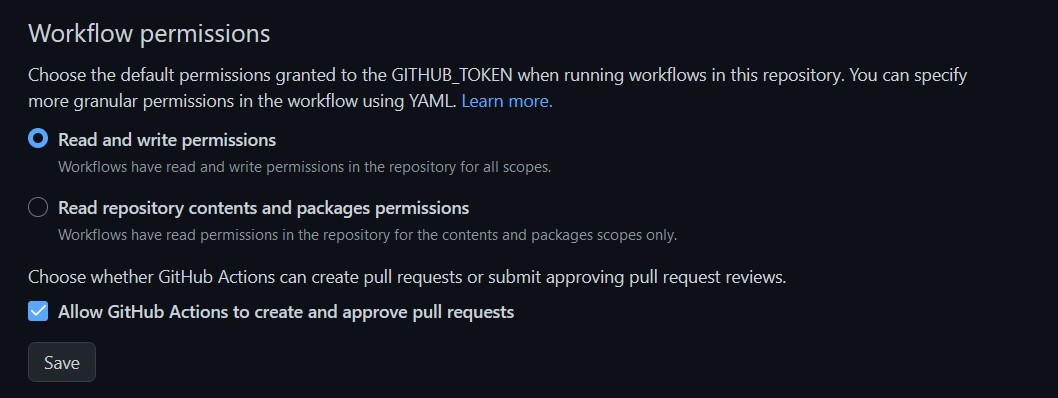 Workflow permissions
Choose the default permissions granted to the GITHUB_TOKEN when running workflows in this repository. You can specify
more granular permissions in the workflow using YAML. Learn more.
Read and write permissions
Workflows have read and write permissions in the repository for all scopes.
Read repository contents and packages permissions
Workflows have read permissions in the repository for the contents and packages scopes only.
Choose whether GitHub Actions can create pull requests or submit approving pull request reviews.
Allow GitHub Actions to create and approve pull requests
Save